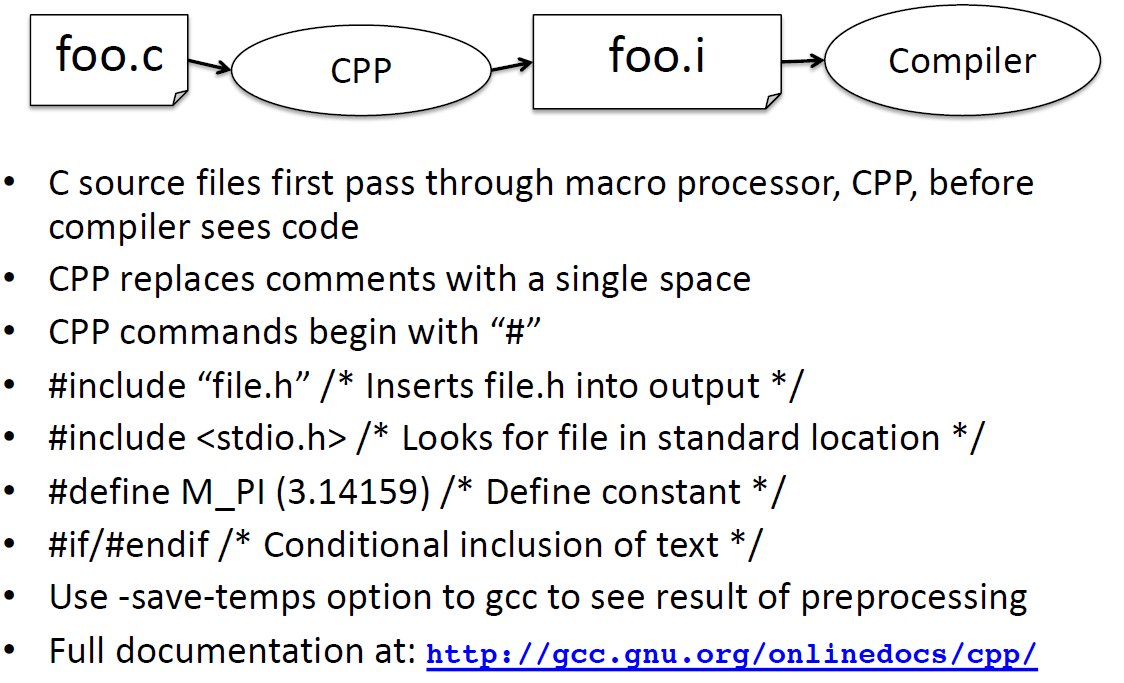 foo.c CPP foo.i Compiler
• C source files first pass through macro processor, CPP, before
compiler sees code
• CPP replaces comments with a single space
• CPP commands begin with “#”
• #include “file.h” /* Inserts file.h into output */
• #include <stdio.h> /* Looks for file in standard location */
• #define M_PI (3.14159) /* Define constant */
• #if/#endif /* Conditional inclusion of text */
• Use -save-temps option to gcc to see result of preprocessing
• Full documentation at: http://gcc.gnu.org/onlinedocs/cpp/